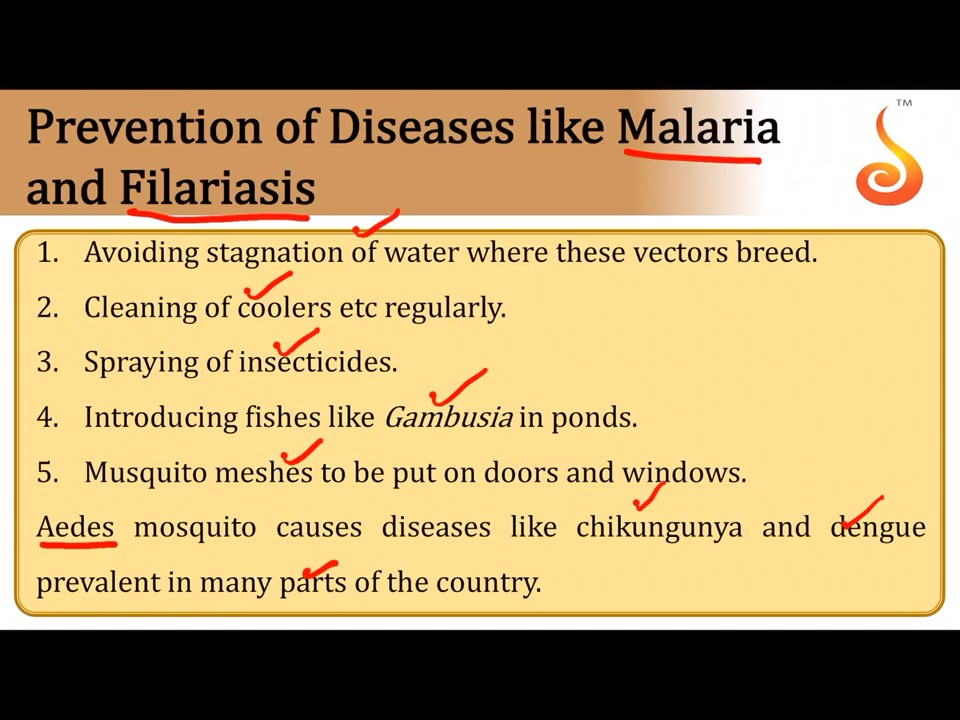 Prevention of Diseases like Malaria
and Filariasis
TM
1. Avoiding stagnation of water where these vectors breed.
2. Cleaning of coolers etc regularly.
3. Spraying of insecticides.
4. Introducing fishes like Gambusia in ponds.
5. Musquito meshes to be put on doors and windows.
Aedes mosquito causes diseases like chikungunya and dengue
prevalent in many parts of the country.